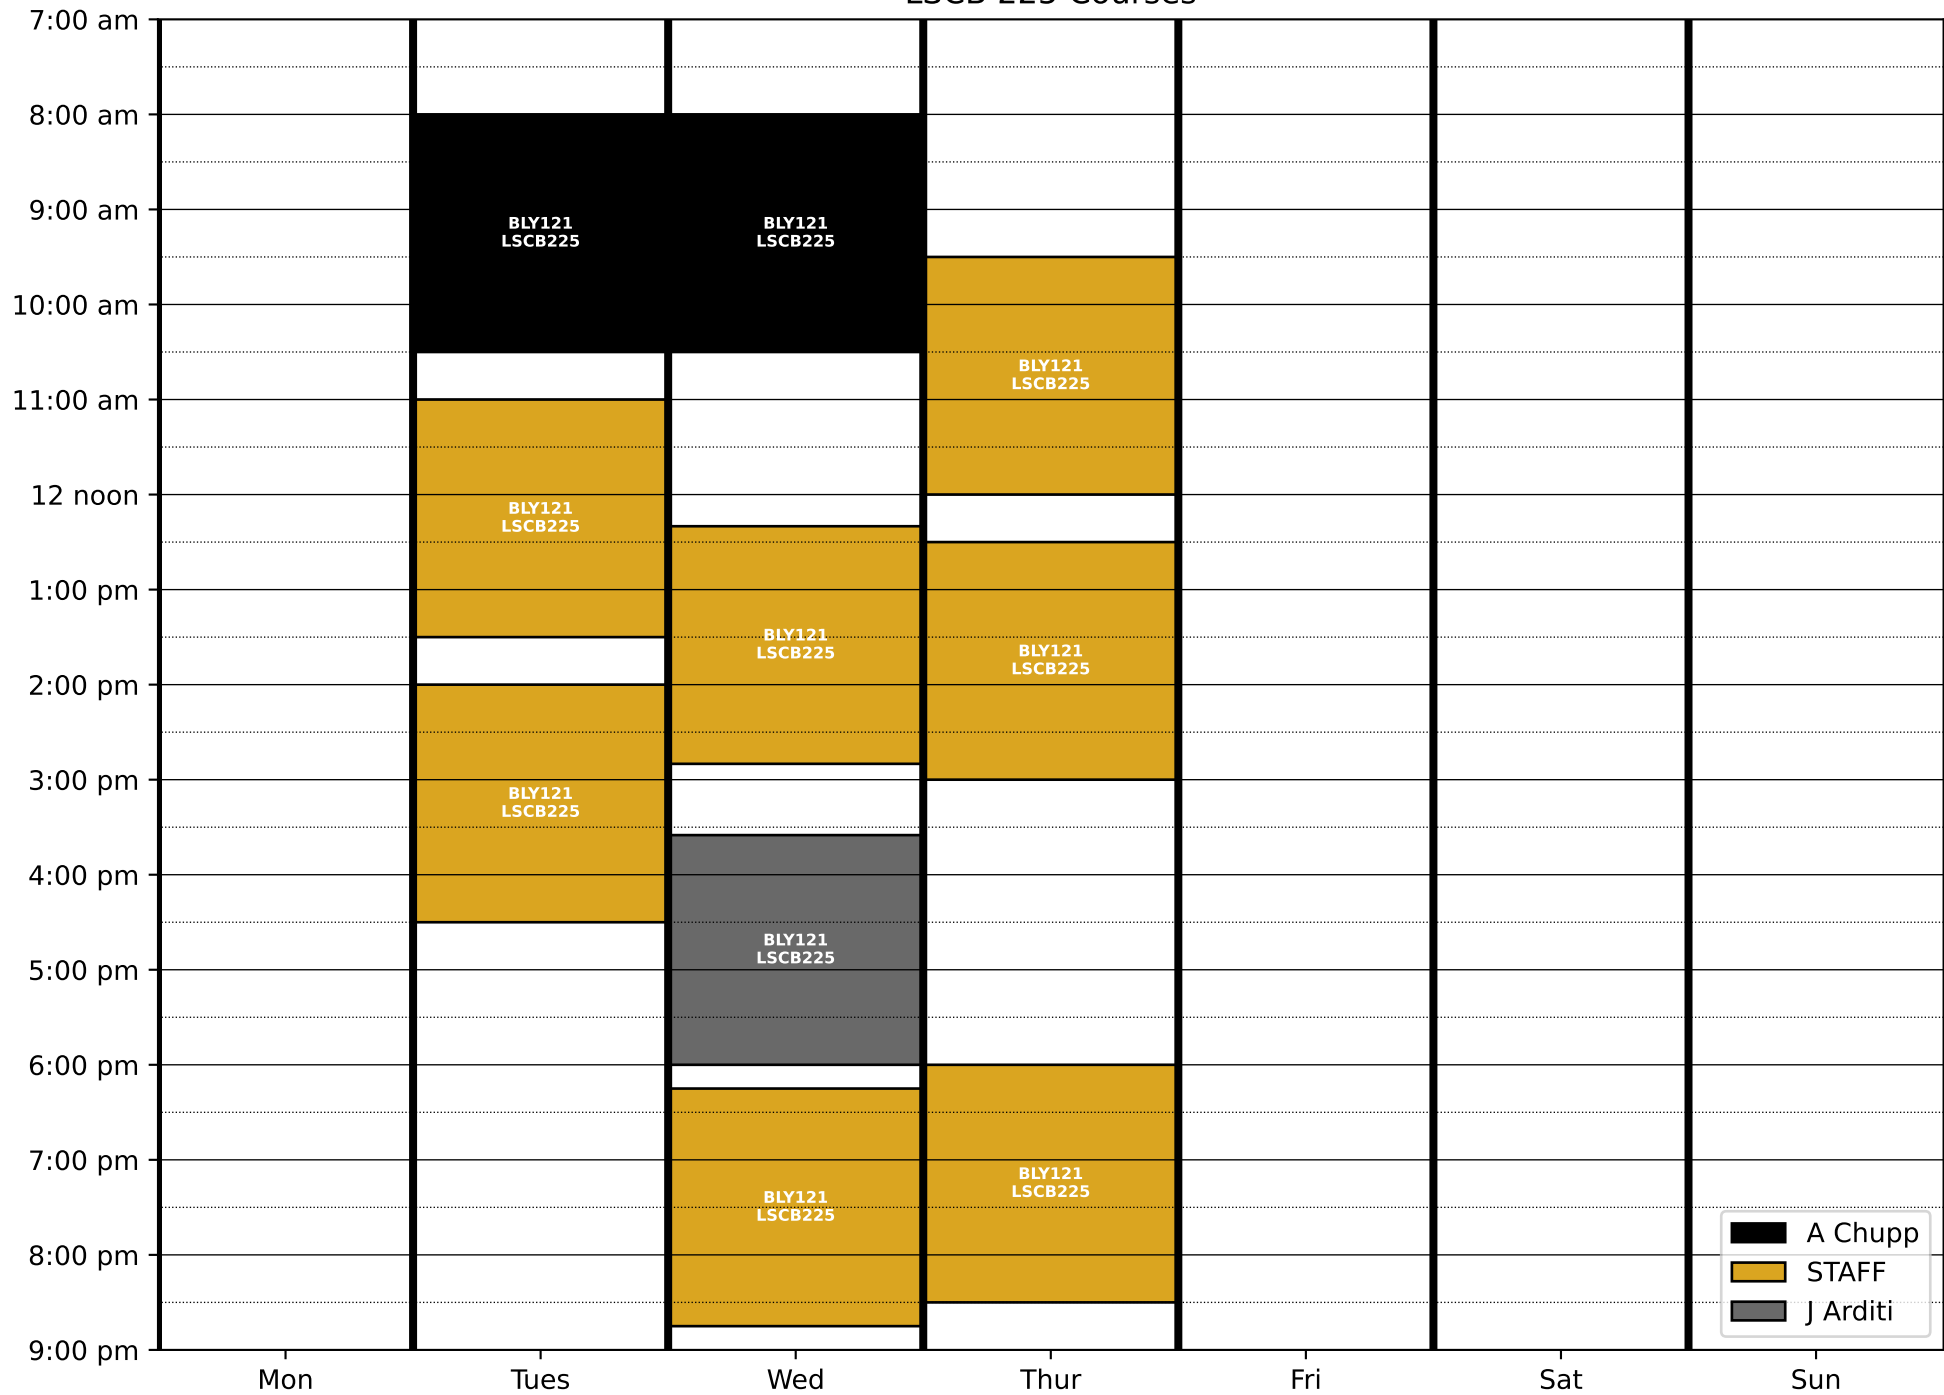 LSCB 225 Courses
7:00 am
8:00 am
9:00 am
10:00 am
11:00 am
12 noon
1:00 pm
2:00 pm
3:00 pm
4:00 pm
5:00 pm
6:00 pm
7:00 pm
8:00 pm
9:00 pm
BLY121
LSCB225
BLY121
LSCB225
BLY121
LSCB225
BLY121
LSCB225
BLY121
LSCB225
BLY121
LSCB225
BLY121
LSCB225
BLY121
LSCB225
BLY121
LSCB225
BLY121
LSCB225
A Chupp
STAFF
J Arditi
Mon
Tues
Wed
Thur
Fri
Sat
Sun